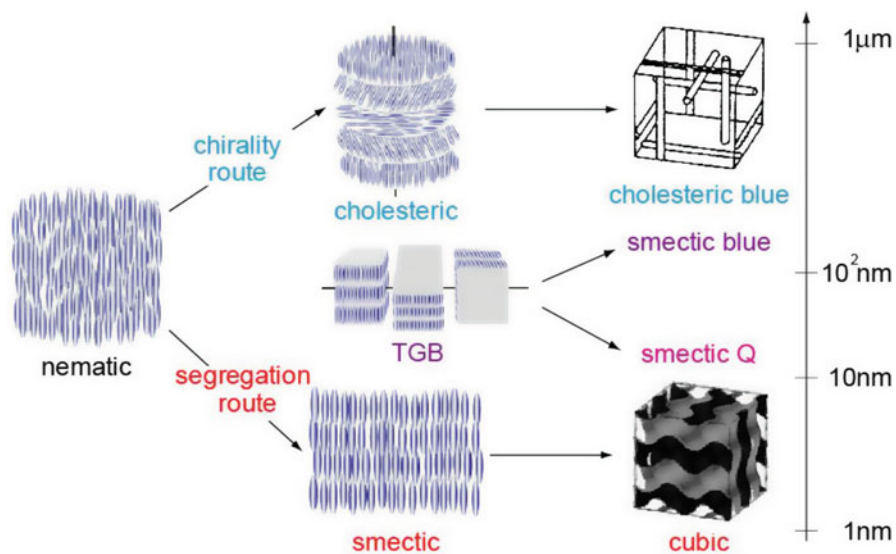 1μm
chirality
route
cholesteric
cholesteric blue
smectic blue
10²nm
nematic
TGB
segregation
route
smectic Q
10nm
smectic
cubic
1nm